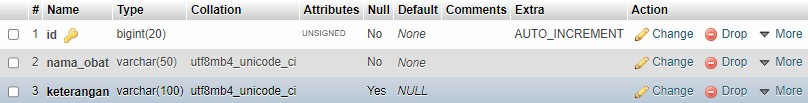 # Name Type Collation Attributes Null Default Comments Extra Action
1 id bigint(20) UNSIGNED No None AUTO_INCREMENT Change Drop More
2 nama_obat varchar(50) utf8mb4_unicode_ci No None Change Drop More
3 keterangan varchar(100) utf8mb4_unicode_ci Yes NULL Change Drop More